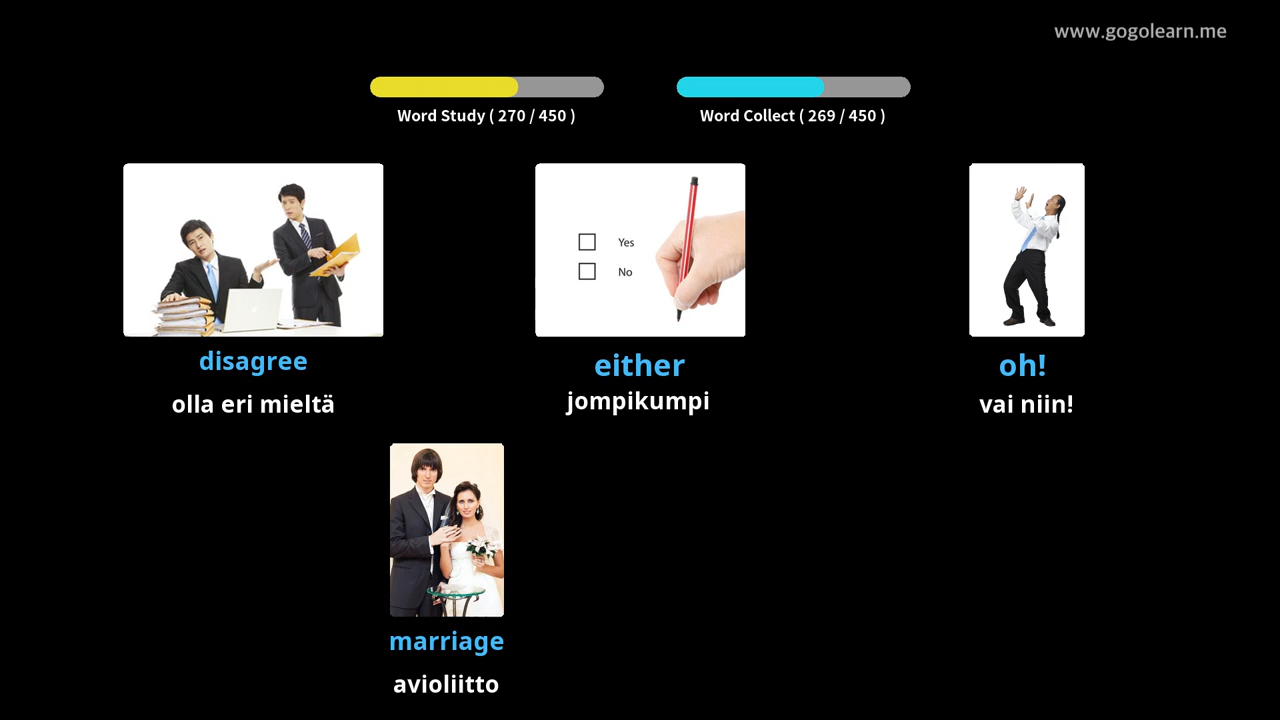 www.gogolearn.me
Word Study ( 270 / 450 )
Word Collect ( 269 / 450 )
Yes
No
disagree
olla eri mieltä
either
jompikumpi
oh!
vai niin!
marriage
avioliitto